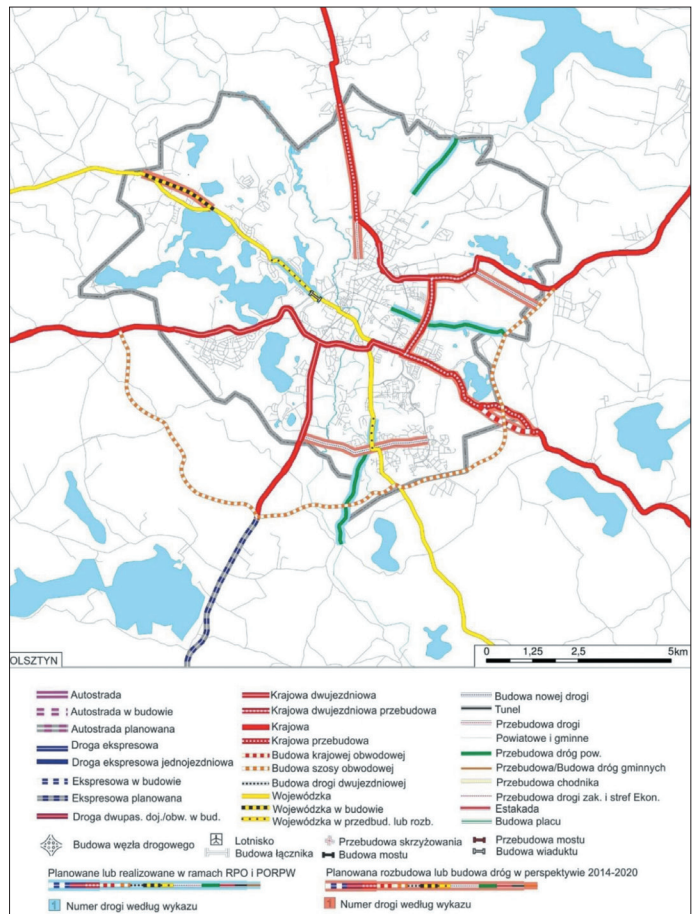 OLSZTYN
0 1,25 2,5 5km
Autostrada
Autostrada w budowie
Autostrada planowana
Droga ekspresowa
Droga ekspresowa jednojezniowa
Ekspresowa w budowie
Ekspresowa planowana
Droga dwupas. doj./obw. w bud.
Krajowa dwujezdniowa
Krajowa dwujezdniowa przebudowa
Krajowa
Krajowa przebudowa
Budowa krajowej obwodowej
Budowa szosy obwodowej
Budowa drogi dwujezdniowej
Wojewódzka
Wojewódzka w budowie
Wojewódzka w przedbud. lub rozb.
Budowa nowej drogi
Tunel
Przebudowa drogi
Powiatowe i gminne
Przebudowa dróg pow.
Przebudowa/Budowa dróg gminnych
Przebudowa chodnika
Przebudowa drogi zak. i stref Ekon.
Estakada
Budowa placu
Budowa węzła drogowego
Lotnisko
Budowa łącznika
Przebudowa skrzyżowania
Budowa mostu
Przebudowa mostu
Budowa wiaduktu
Planowane lub realizowane w ramach RPO i PORPW
1 Numer drogi według wykazu
Planowana rozbudowa lub budowa dróg w perspektywie 2014-2020
1 Numer drogi według wykazu